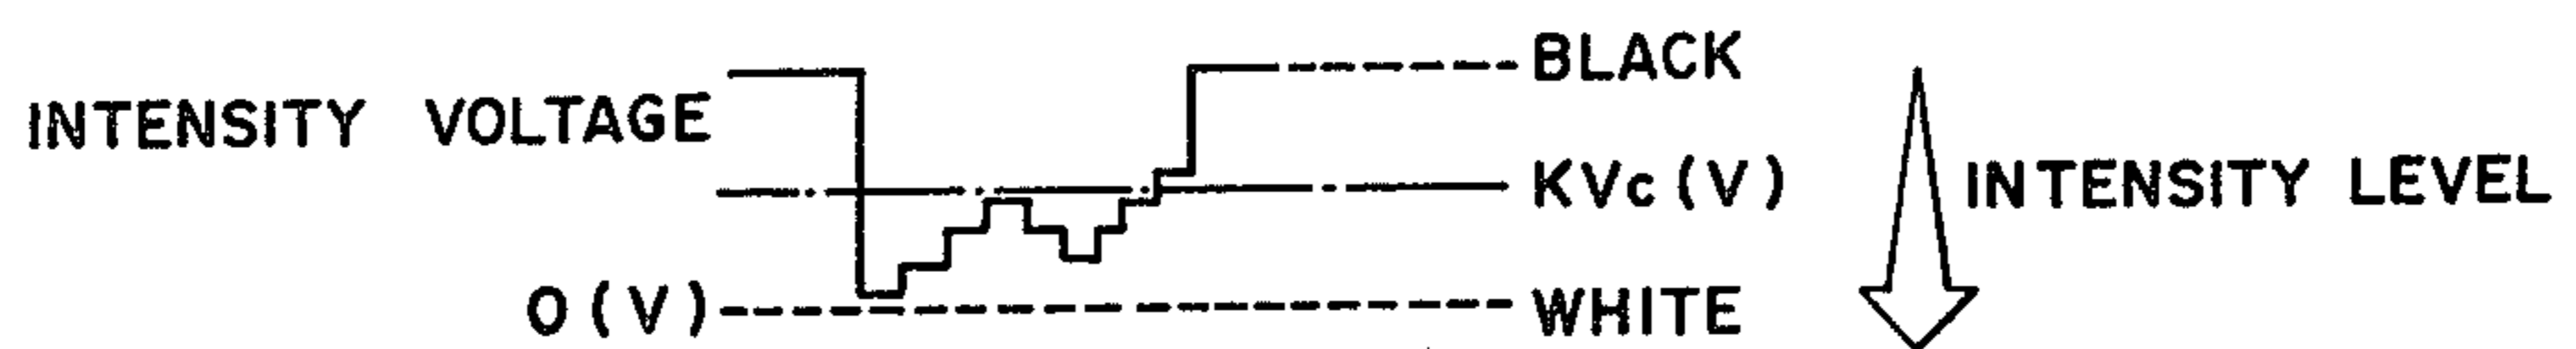 BLACK
INTENSITY VOLTAGE
KVc (V)
INTENSITY LEVEL
O (V)
WHITE